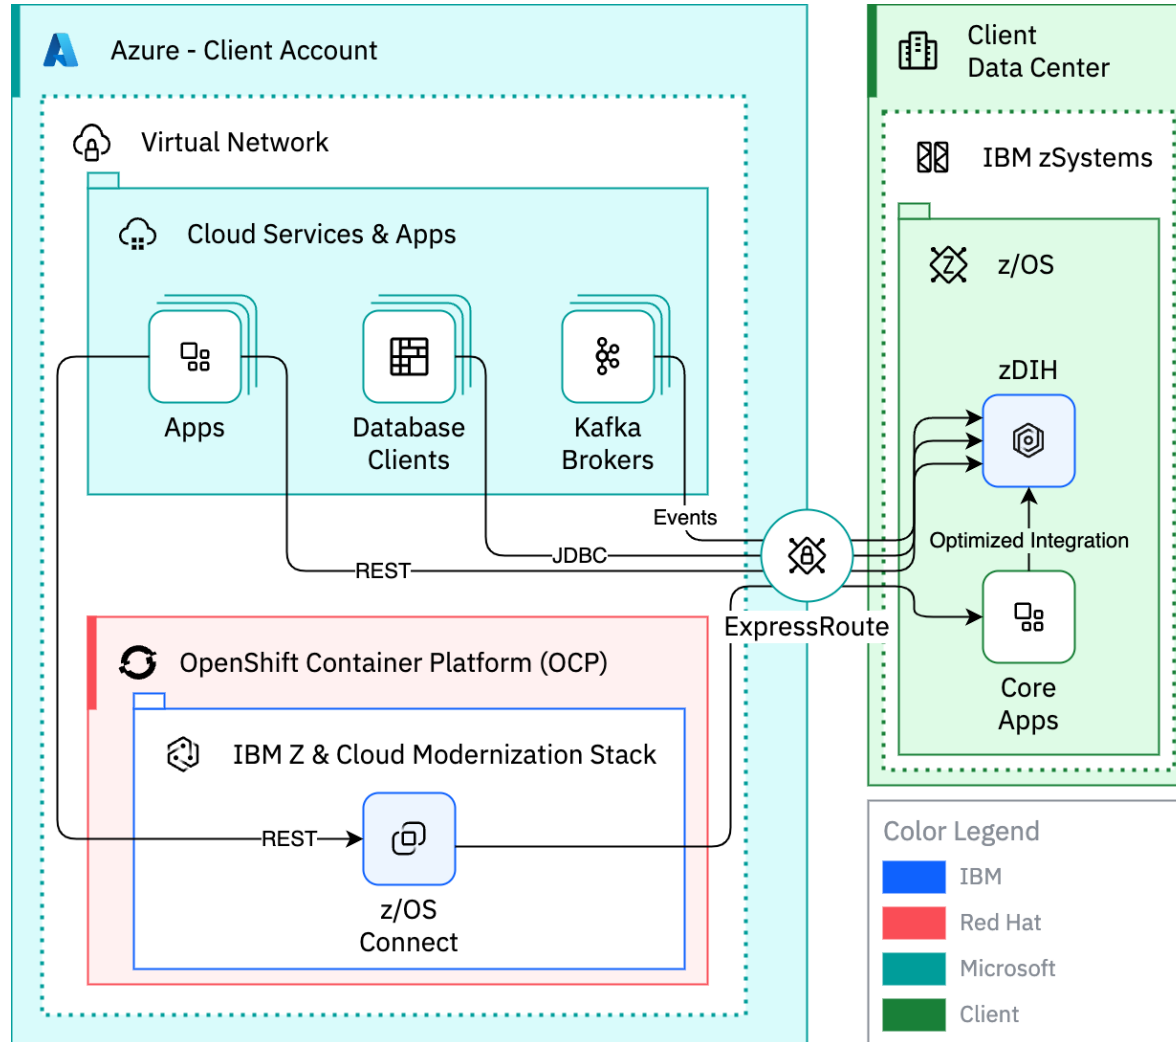 Azure - Client Account
Virtual Network
Cloud Services & Apps
Apps
Database
Clients
Kafka
Brokers
Events
JDBC
REST
ExpressRoute
OpenShift Container Platform (OCP)
IBM Z & Cloud Modernization Stack
REST
z/OS
Connect
Client
Data Center
IBM zSystems
z/OS
zDIH
Optimized Integration
Core
Apps
Color Legend
IBM
Red Hat
Microsoft
Client